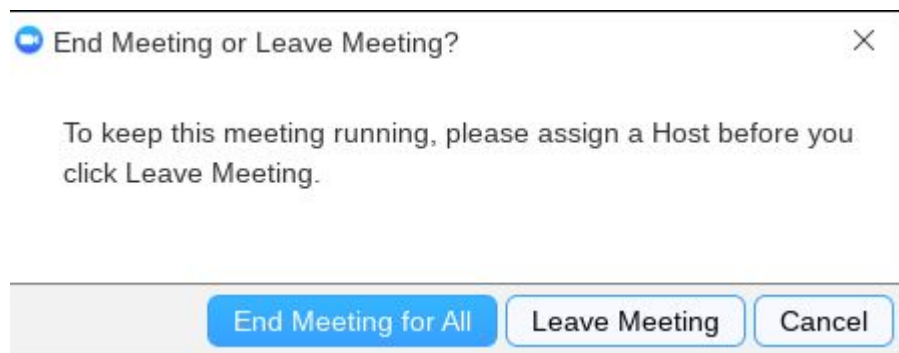 End Meeting or Leave Meeting?
To keep this meeting running, please assign a Host before you
click Leave Meeting.
End Meeting for All
Leave Meeting
Cancel